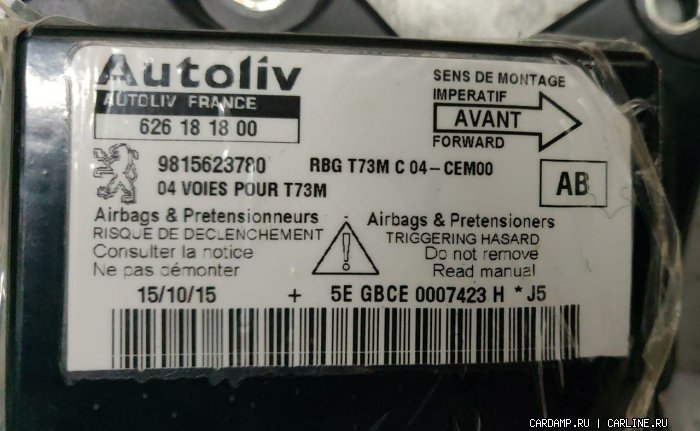 Autoliv
AUTOLIV FRANCE
626 18 18 00
SENS DE MONTAGE
IMPERATIF
AVANT
FORWARD
9815623780 RBG T73M C 04-CEM00
04 VOIES POUR T73M
AB
Airbags & Pretensionneurs
RISQUE DE DECLENCHEMENT
Consulter la notice
Ne pas démonter
Airbags & Pretensioners
TRIGGERING HASARD
Do not remove
Read manual
15/10/15 + 5E GBCE 0007423 H *J5
CARDAMP.RU | CARLINE.RU